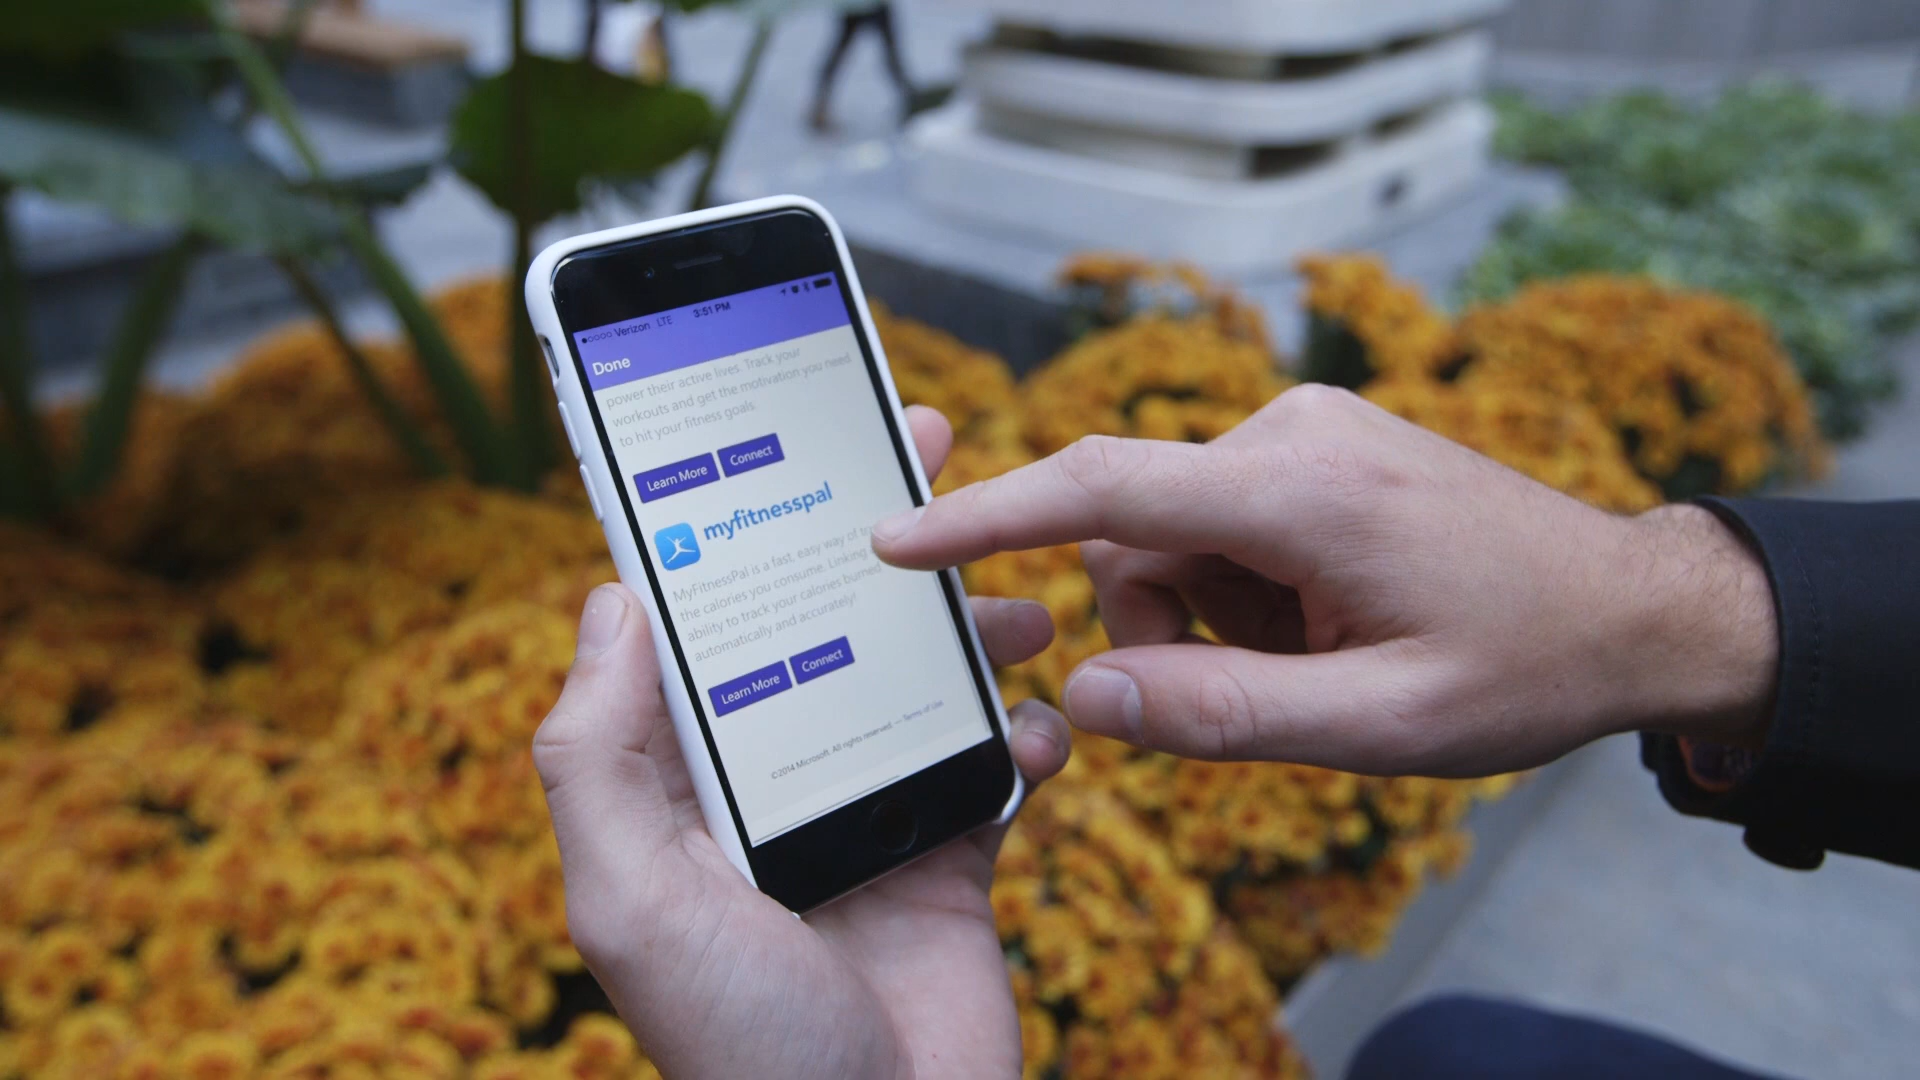 Verizon LTE 3:51 PM
Done
power their active lives. Track your
workouts and get the motivation you need
to hit your fitness goals.
Learn More Connect
myfitnesspal
MyFitnessPal is a fast, easy way of
the calories you consume. Linking
ability to track your calories burned
automatically and accurately!
Learn More Connect
©2014 Microsoft. All rights reserved. — Terms of Use